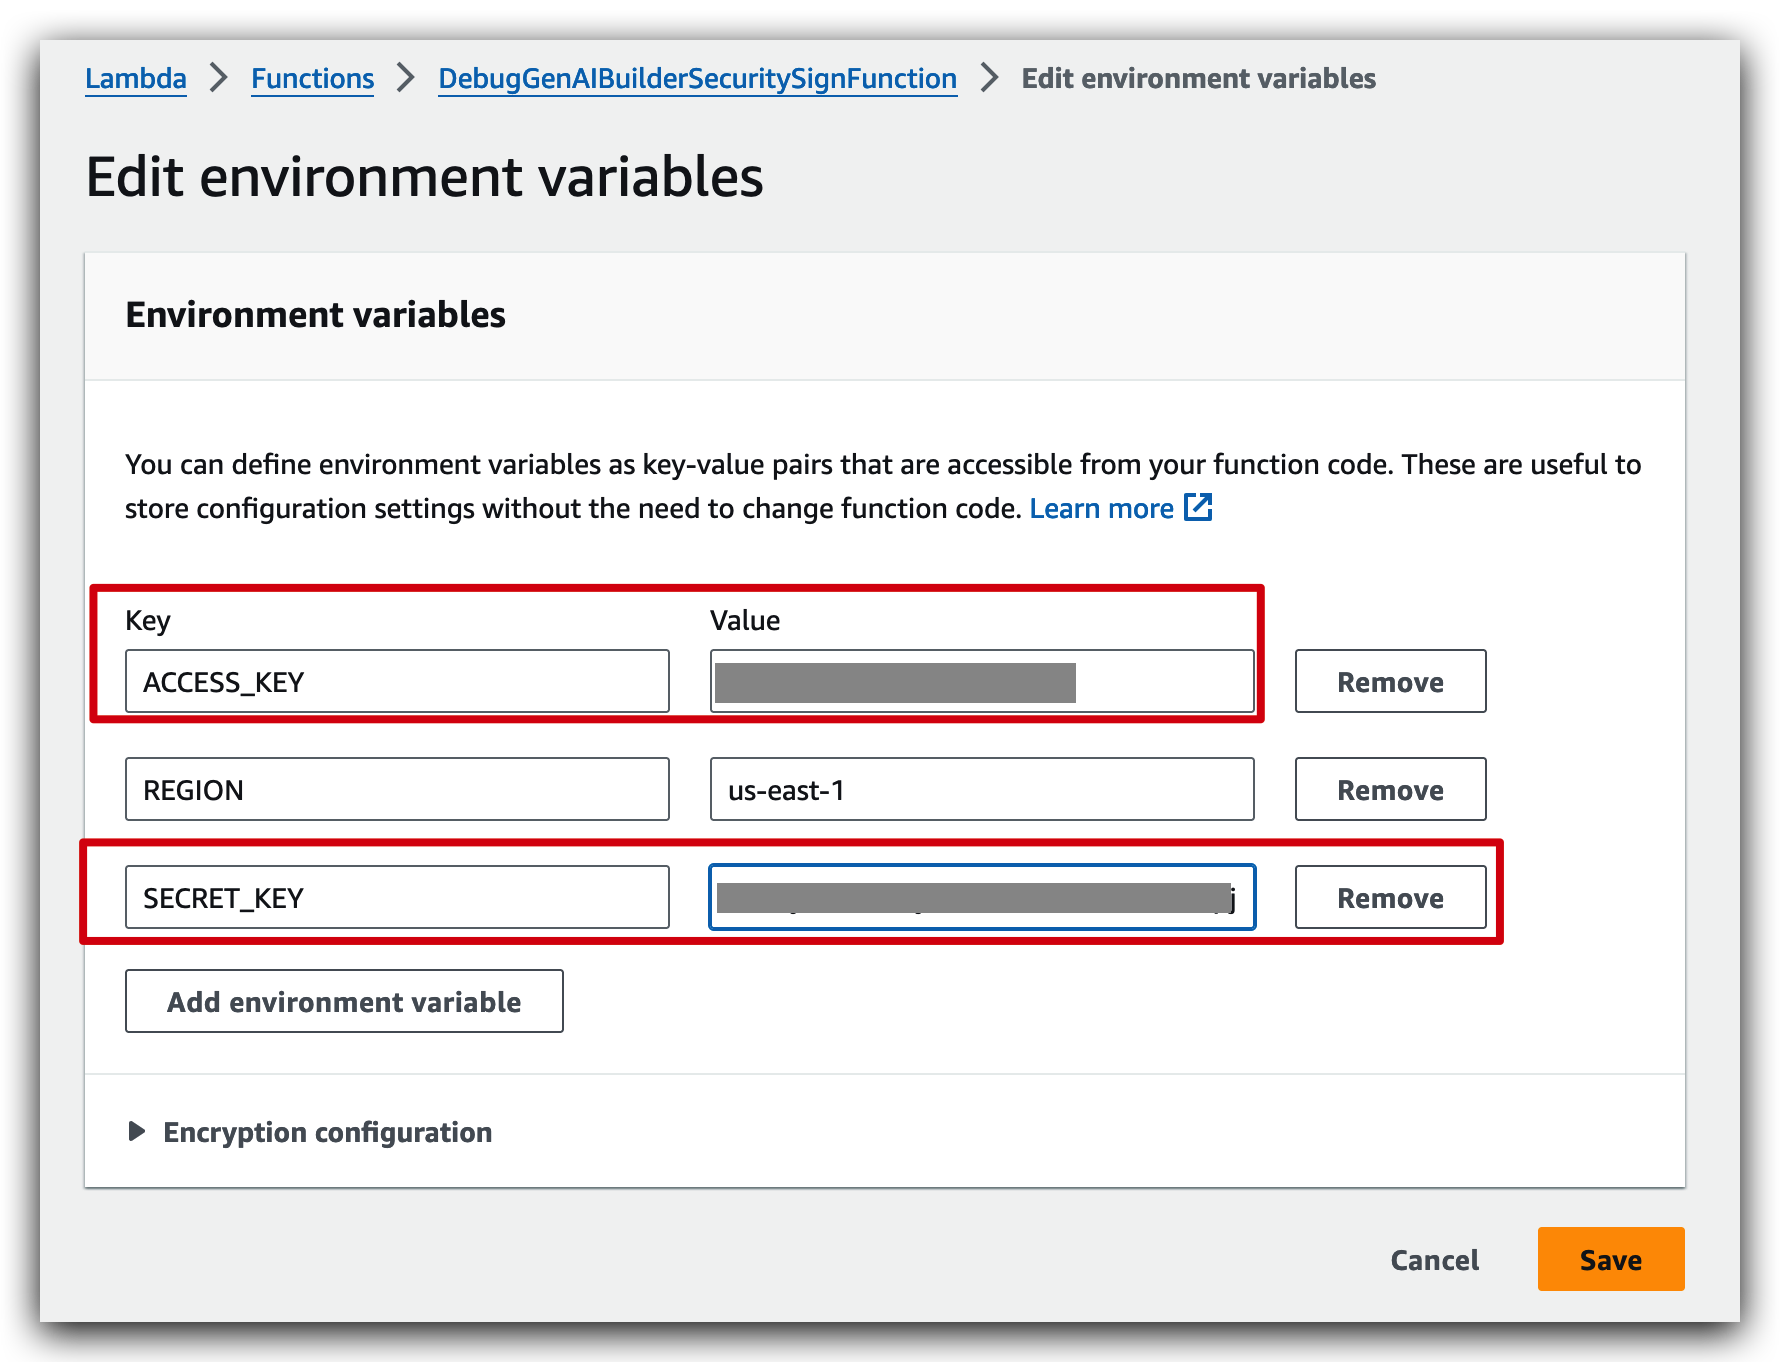 Lambda > Functions > DebugGenAIBuilderSecuritySignFunction > Edit environment variables
Edit environment variables
Environment variables
You can define environment variables as key-value pairs that are accessible from your function code. These are useful to
store configuration settings without the need to change function code. Learn more
Key Value
ACCESS_KEY Remove
REGION us-east-1 Remove
SECRET_KEY Remove
Add environment variable
Encryption configuration
Cancel Save